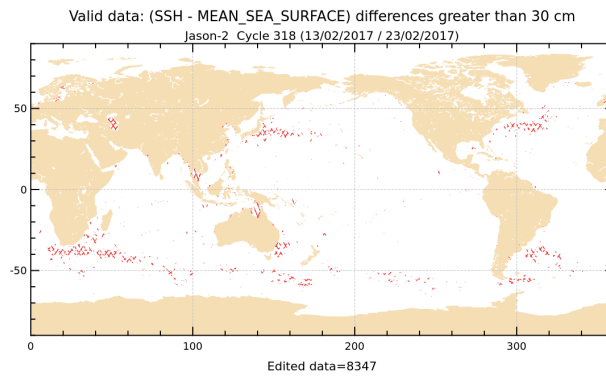 Valid data: (SSH - MEAN_SEA_SURFACE) differences greater than 30 cm
Jason-2 Cycle 318 (13/02/2017 / 23/02/2017)
50
0
-50
0
100
200
300
Edited data=8347